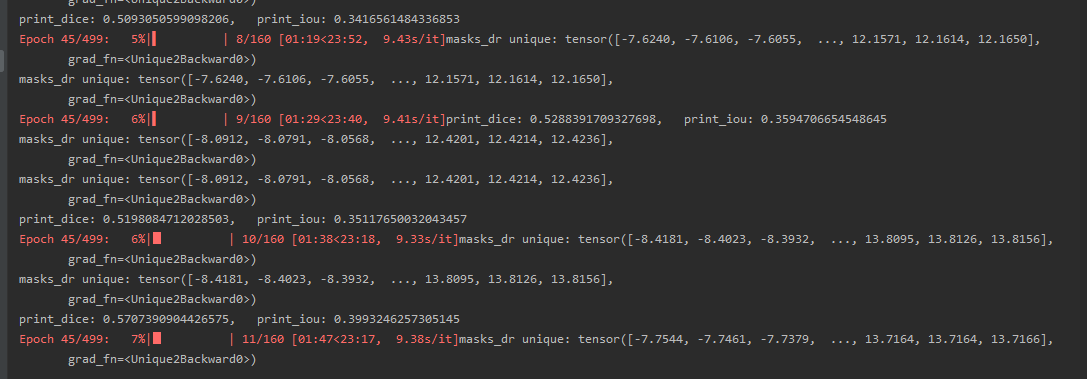 print_dice: 0.5093050599098206,   print_iou: 0.3416561484336853
Epoch 45/499:   5%|▌         | 8/160 [01:19<23:52,  9.43s/it]masks_dr unique: tensor([-7.6240, -7.6106, -7.6055,  ..., 12.1571, 12.1614, 12.1650],
       grad_fn=<Unique2Backward0>)
masks_dr unique: tensor([-7.6240, -7.6106, -7.6055,  ..., 12.1571, 12.1614, 12.1650],
       grad_fn=<Unique2Backward0>)
Epoch 45/499:   6%|▌         | 9/160 [01:29<23:40,  9.41s/it]print_dice: 0.5288391709327698,   print_iou: 0.3594706654548645
masks_dr unique: tensor([-8.0912, -8.0791, -8.0568,  ..., 12.4201, 12.4214, 12.4236],
       grad_fn=<Unique2Backward0>)
masks_dr unique: tensor([-8.0912, -8.0791, -8.0568,  ..., 12.4201, 12.4214, 12.4236],
       grad_fn=<Unique2Backward0>)
print_dice: 0.5198084712028503,   print_iou: 0.35117650032043457
Epoch 45/499:   6%|▋         | 10/160 [01:38<23:18,  9.33s/it]masks_dr unique: tensor([-8.4181, -8.4023, -8.3932,  ..., 13.8095, 13.8126, 13.8156],
       grad_fn=<Unique2Backward0>)
masks_dr unique: tensor([-8.4181, -8.4023, -8.3932,  ..., 13.8095, 13.8126, 13.8156],
       grad_fn=<Unique2Backward0>)
print_dice: 0.5707390904426575,   print_iou: 0.3993246257305145
Epoch 45/499:   7%|▋         | 11/160 [01:47<23:17,  9.38s/it]masks_dr unique: tensor([-7.7544, -7.7461, -7.7379,  ..., 13.7164, 13.7164, 13.7166],
       grad_fn=<Unique2Backward0>)